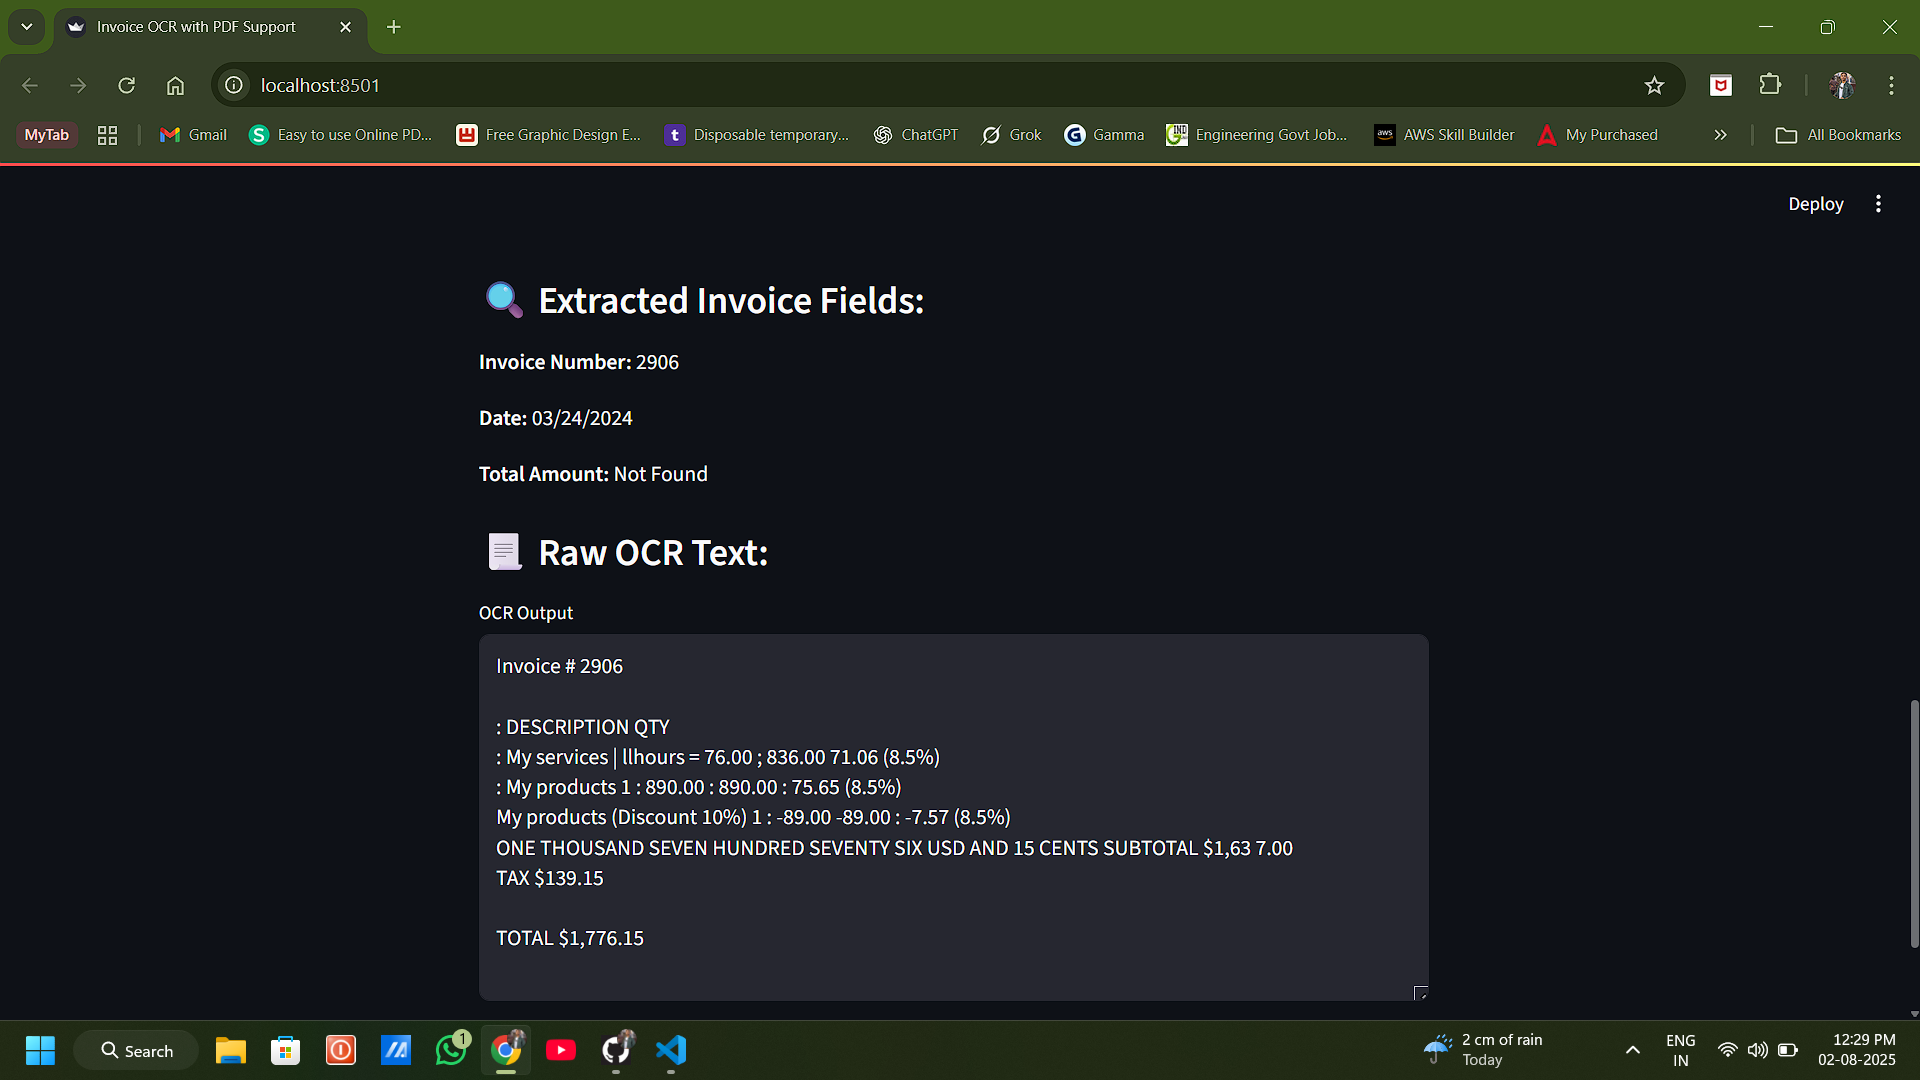 Invoice OCR with PDF Support
localhost:8501
MyTab
Gmail
Easy to use Online PD...
Free Graphic Design E...
Disposable temporary...
ChatGPT
Grok
Gamma
Engineering Govt Job...
AWS Skill Builder
My Purchased
All Bookmarks
Deploy
Extracted Invoice Fields:
Invoice Number: 2906
Date: 03/24/2024
Total Amount: Not Found
Raw OCR Text:
OCR Output
Invoice # 2906
: DESCRIPTION QTY
: My services | llhours = 76.00 ; 836.00 71.06 (8.5%)
: My products 1 : 890.00 : 890.00 : 75.65 (8.5%)
My products (Discount 10%) 1 : -89.00 -89.00 : -7.57 (8.5%)
ONE THOUSAND SEVEN HUNDRED SEVENTY SIX USD AND 15 CENTS SUBTOTAL $1,63 7.00
TAX $139.15
TOTAL $1,776.15
Search
1
2 cm of rain
Today
ENG
IN
12:29 PM
02-08-2025